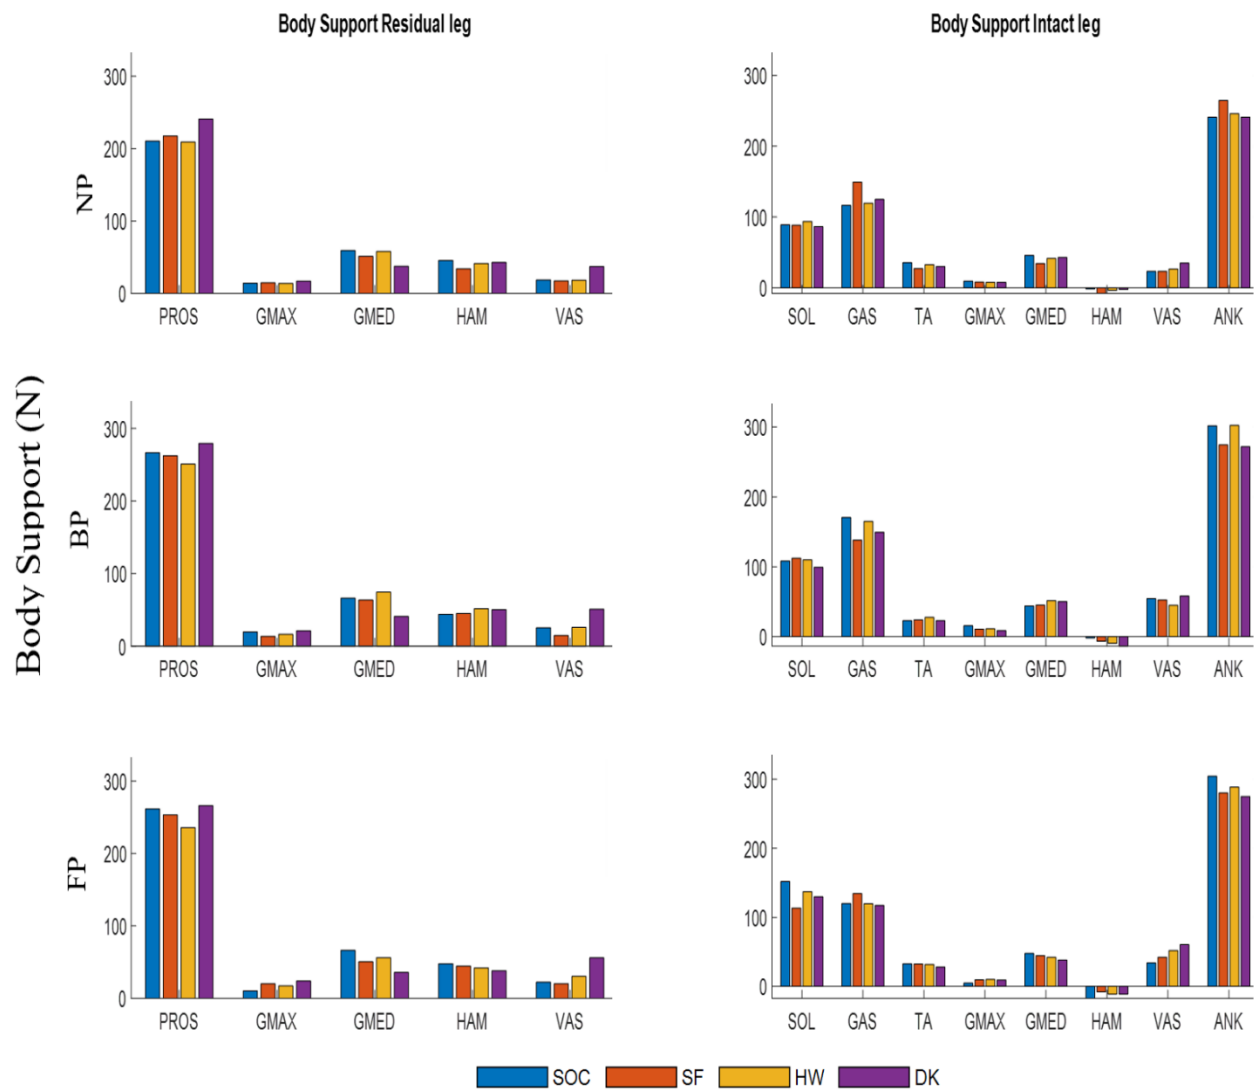 Body Support Residual leg
Body Support Intact leg
Body Support (N)
NP
300
200
100
0
PROS GMAX GMED HAM VAS
300
200
100
0
SOL GAS TA GMAX GMED HAM VAS ANK
BP
300
200
100
0
PROS GMAX GMED HAM VAS
300
200
100
0
SOL GAS TA GMAX GMED HAM VAS ANK
FP
300
200
100
0
PROS GMAX GMED HAM VAS
300
200
100
0
SOL GAS TA GMAX GMED HAM VAS ANK
SOC SF HW DK